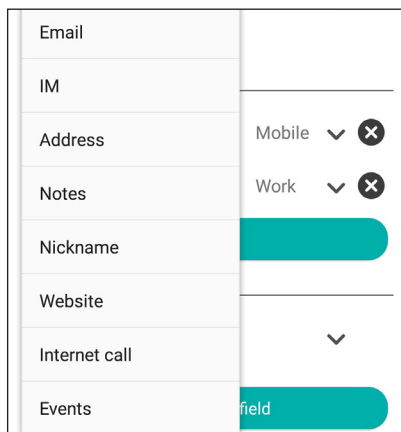 Email
IM
Address
Mobile
Notes
Work
Nickname
Website
Internet call
Events
field